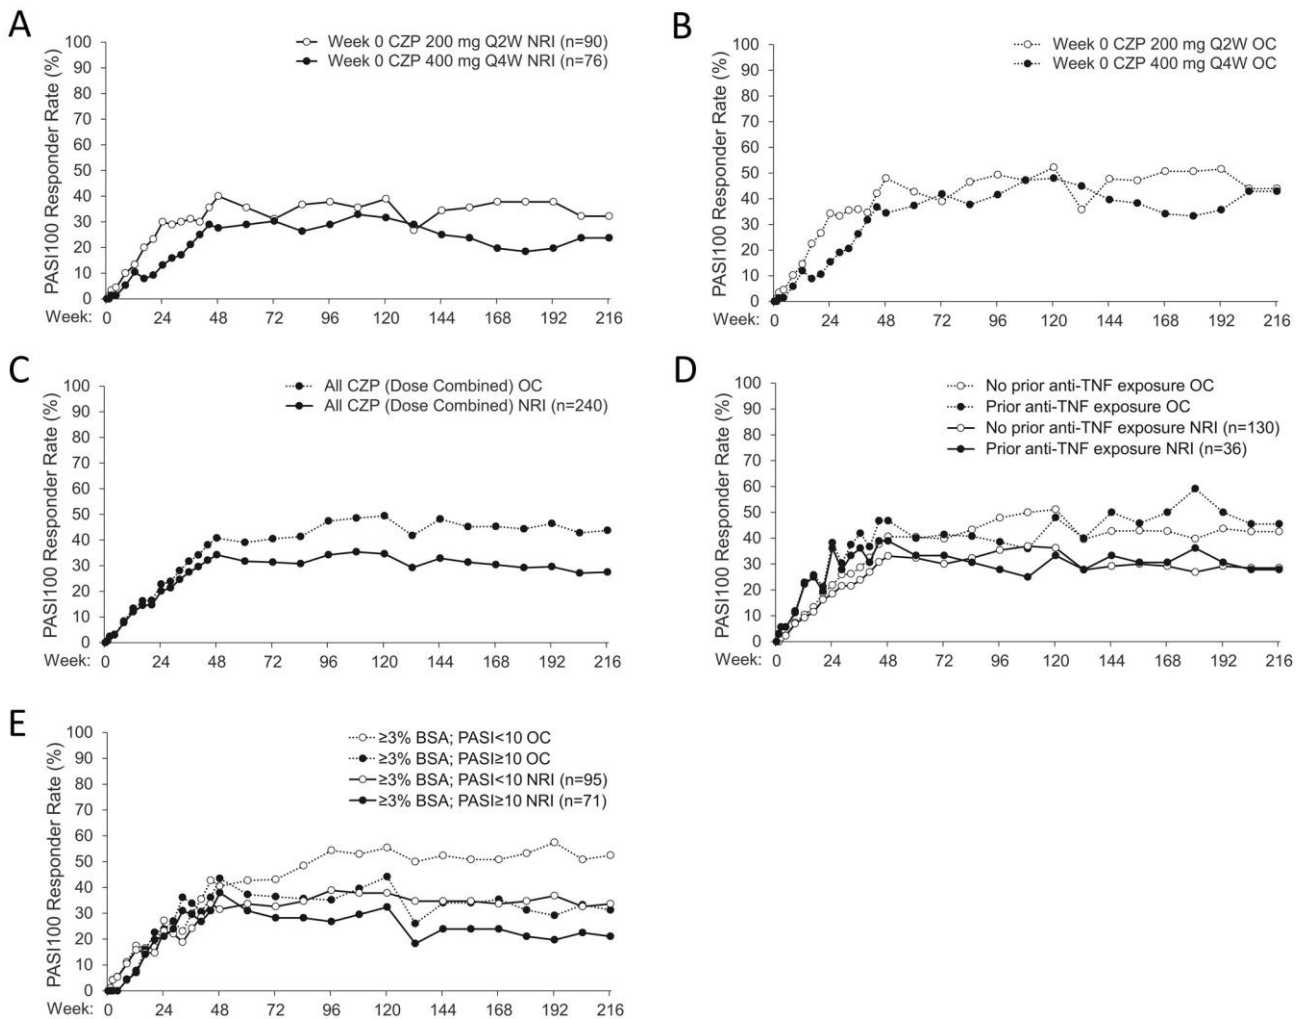 A
Week 0 CZP 200 mg Q2W NRI (n=90)
Week 0 CZP 400 mg Q4W NRI (n=76)
PASI100 Responder Rate (%)
100
90
80
70
60
50
40
30
20
10
0
Week: 0 24 48 72 96 120 144 168 192 216
B
Week 0 CZP 200 mg Q2W OC
Week 0 CZP 400 mg Q4W OC
PASI100 Responder Rate (%)
100
90
80
70
60
50
40
30
20
10
0
Week: 0 24 48 72 96 120 144 168 192 216
C
All CZP (Dose Combined) OC
All CZP (Dose Combined) NRI (n=240)
PASI100 Responder Rate (%)
100
90
80
70
60
50
40
30
20
10
0
Week: 0 24 48 72 96 120 144 168 192 216
D
No prior anti-TNF exposure OC
Prior anti-TNF exposure OC
No prior anti-TNF exposure NRI (n=130)
Prior anti-TNF exposure NRI (n=36)
PASI100 Responder Rate (%)
100
90
80
70
60
50
40
30
20
10
0
Week: 0 24 48 72 96 120 144 168 192 216
E
≥3% BSA; PASI<10 OC
≥3% BSA; PASI≥10 OC
≥3% BSA; PASI<10 NRI (n=95)
≥3% BSA; PASI≥10 NRI (n=71)
PASI100 Responder Rate (%)
100
90
80
70
60
50
40
30
20
10
0
Week: 0 24 48 72 96 120 144 168 192 216